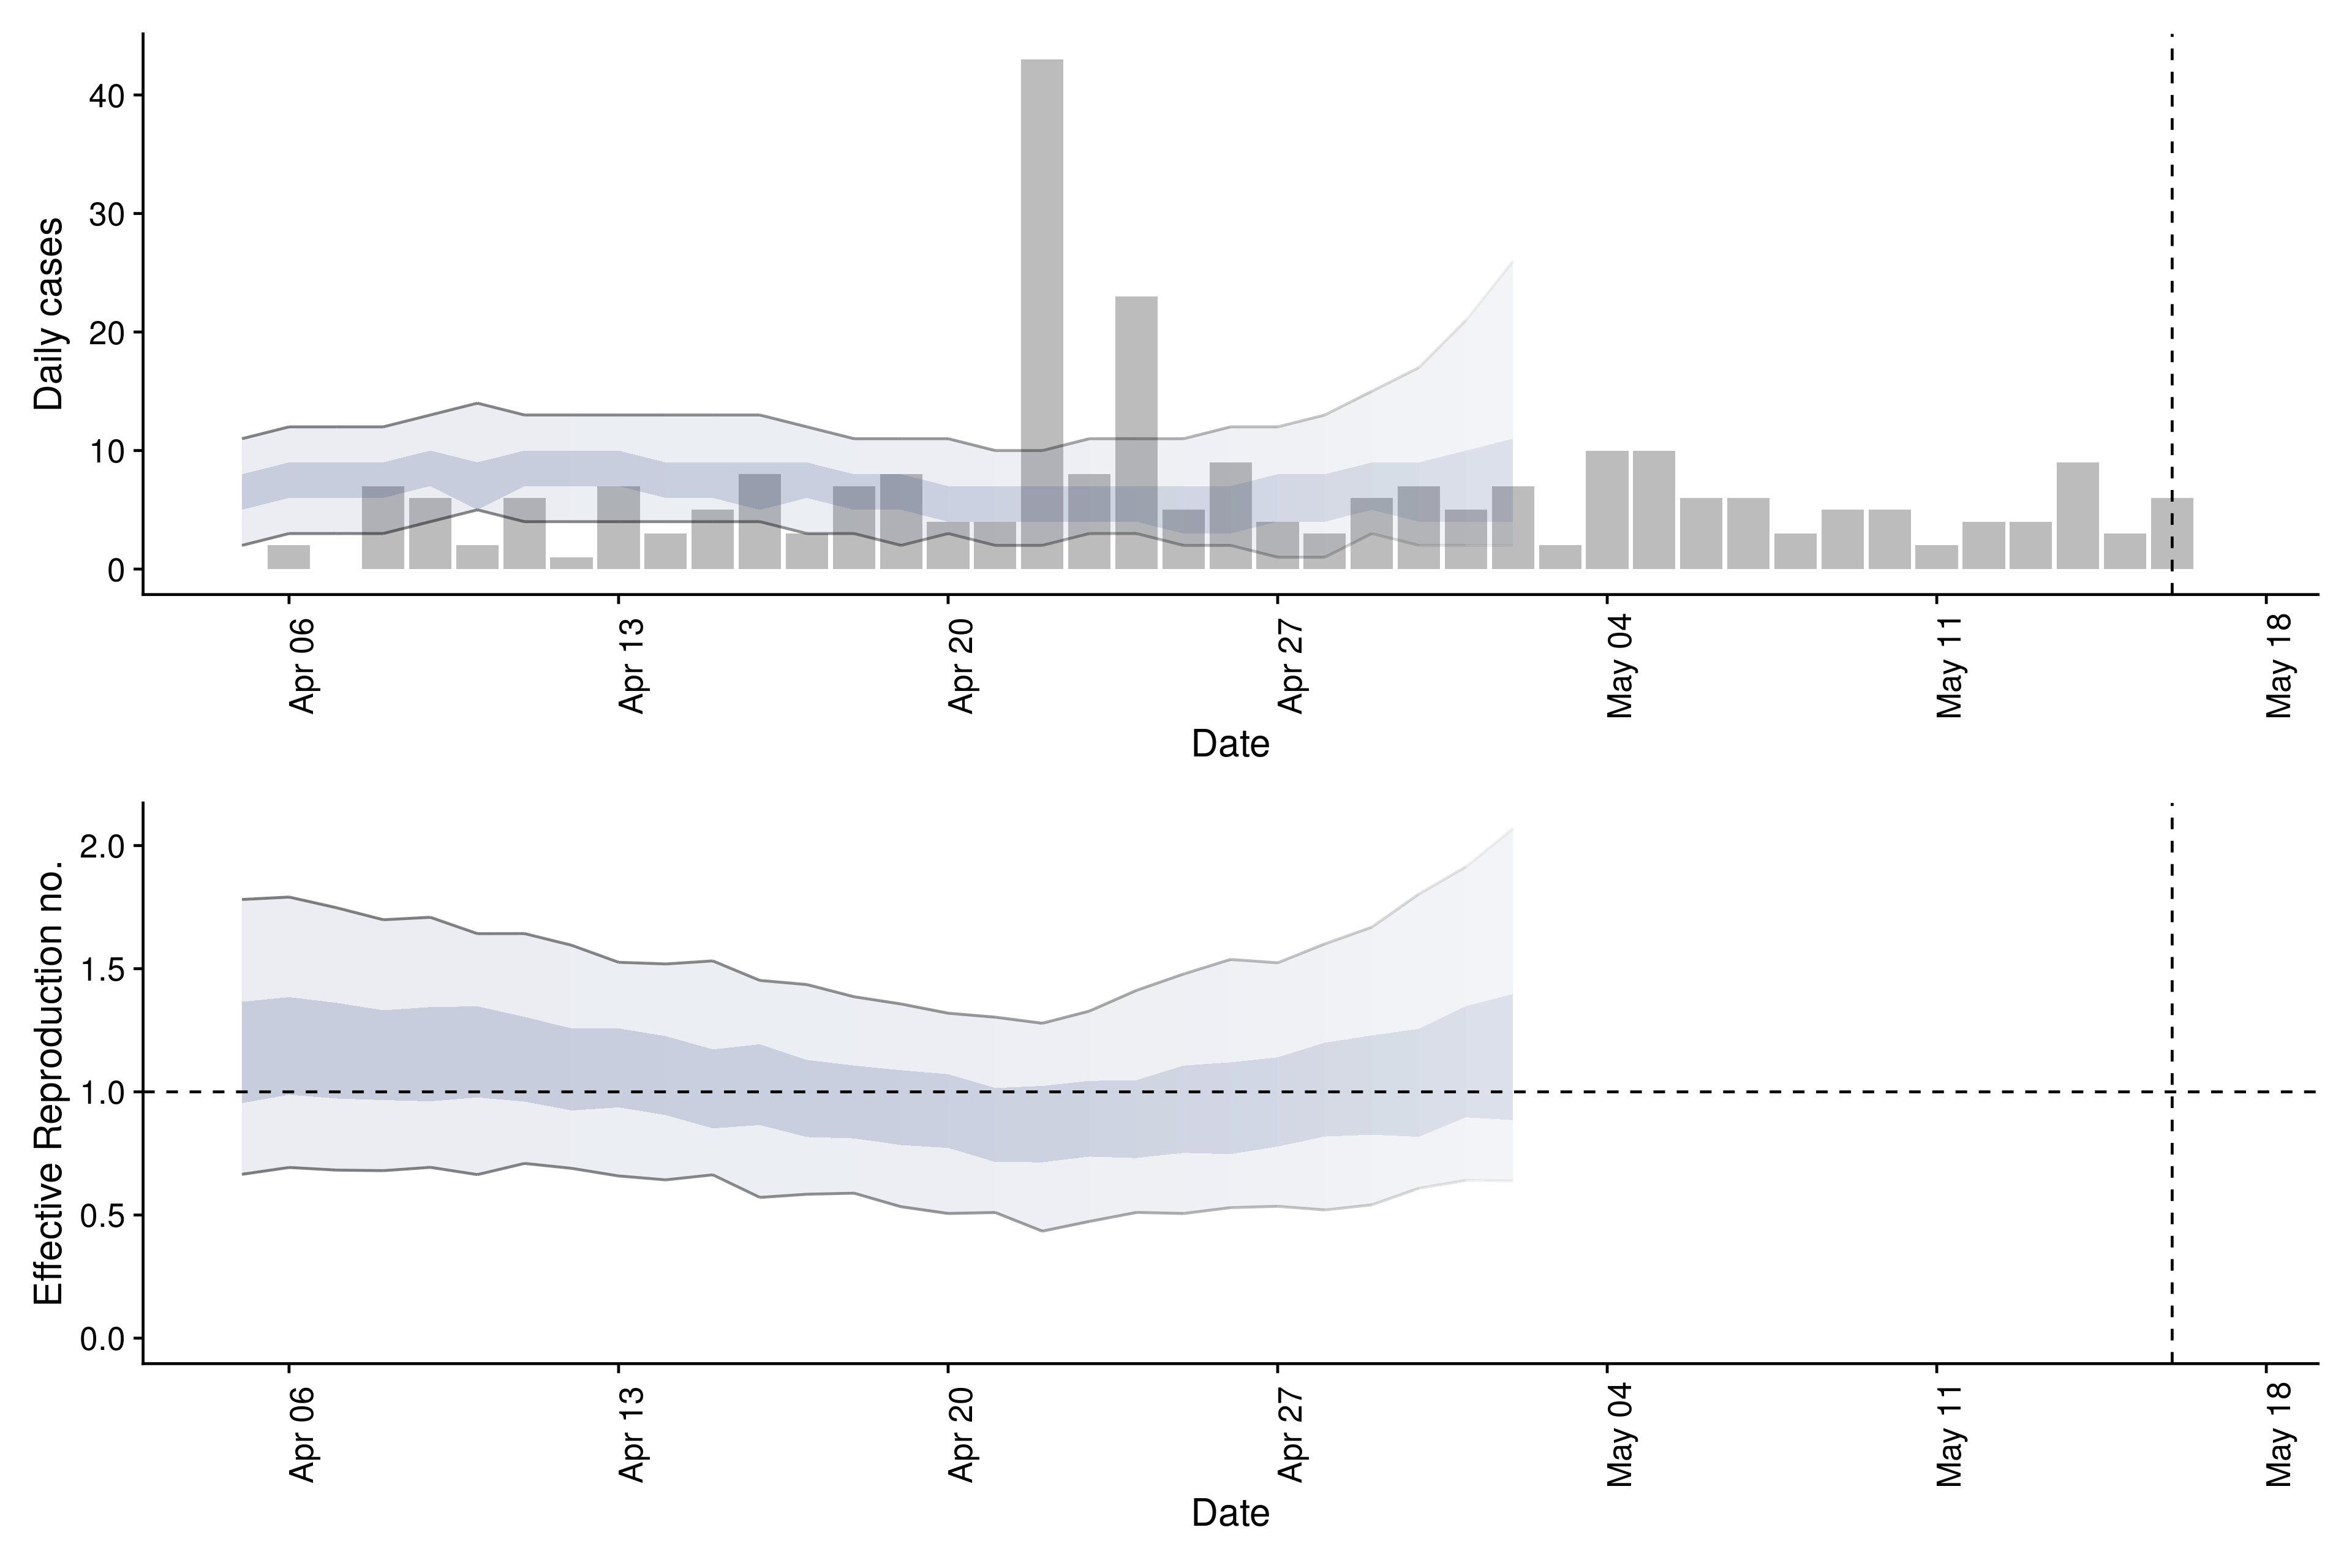 Daily cases
40
30
20
10
0
Apr 06
Apr 13
Apr 20
Apr 27
May 04
May 11
May 18
Date
Effective Reproduction no.
2.0
1.5
1.0
0.5
0.0
Apr 06
Apr 13
Apr 20
Apr 27
May 04
May 11
May 18
Date